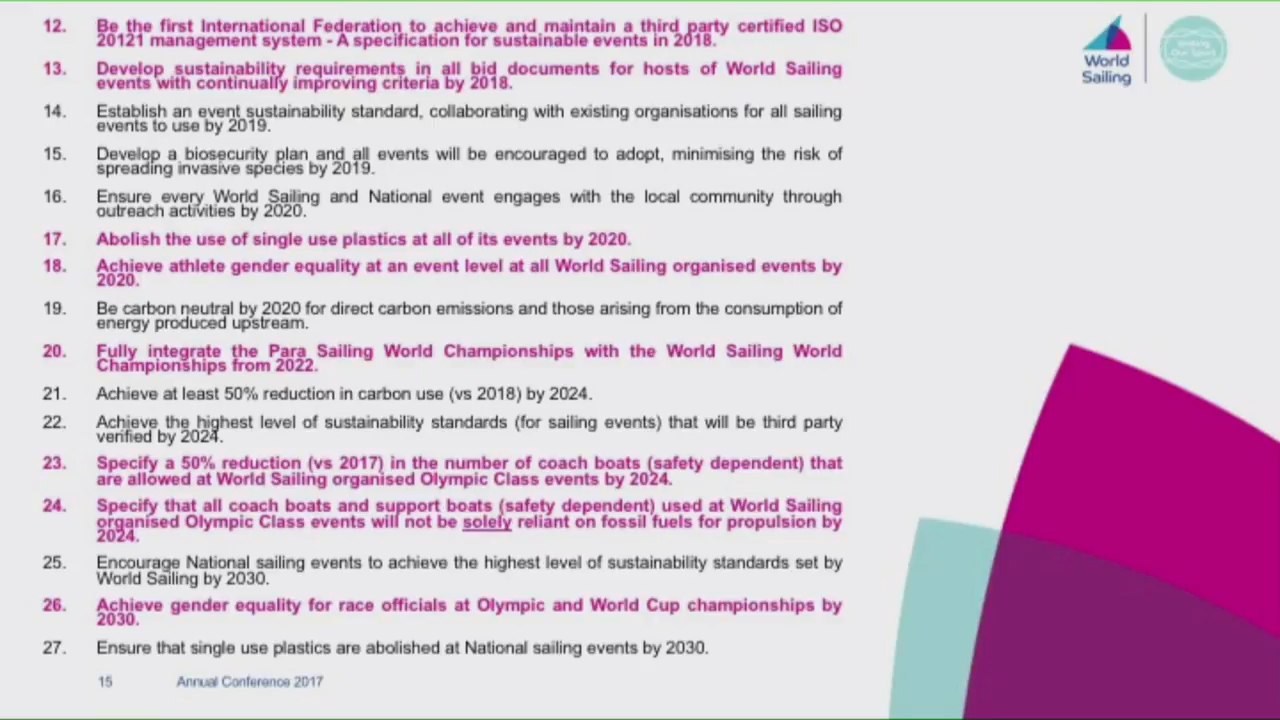 12. Be the first International Federation to achieve and maintain a third party certified ISO
20121 management system - A specification for sustainable events in 2018.
13. Develop sustainability requirements in all bid documents for hosts of World Sailing
events with continually improving criteria by 2018.
14. Establish an event sustainability standard, collaborating with existing organisations for all sailing
events to use by 2019.
15. Develop a biosecurity plan and all events will be encouraged to adopt, minimising the risk of
spreading invasive species by 2019.
16. Ensure every World Sailing and National event engages with the local community through
outreach activities by 2020.
17. Abolish the use of single use plastics at all of its events by 2020.
18. Achieve athlete gender equality at an event level at all World Sailing organised events by
2020.
19. Be carbon neutral by 2020 for direct carbon emissions and those arising from the consumption of
energy produced upstream.
20. Fully integrate the Para Sailing World Championships with the World Sailing World
Championships from 2022.
21. Achieve at least 50% reduction in carbon use (vs 2018) by 2024.
22. Achieve the highest level of sustainability standards (for sailing events) that will be third party
verified by 2024.
23. Specify a 50% reduction (vs 2017) in the number of coach boats (safety dependent) that
are allowed at World Sailing organised Olympic Class events by 2024.
24. Specify that all coach boats and support boats (safety dependent) used at World Sailing
organised Olympic Class events will not be solely reliant on fossil fuels for propulsion by
2024.
25. Encourage National sailing events to achieve the highest level of sustainability standards set by
World Sailing by 2030.
26. Achieve gender equality for race officials at Olympic and World Cup championships by
2030.
27. Ensure that single use plastics are abolished at National sailing events by 2030.
15 Annual Conference 2017
World
Sailing
Our Sport